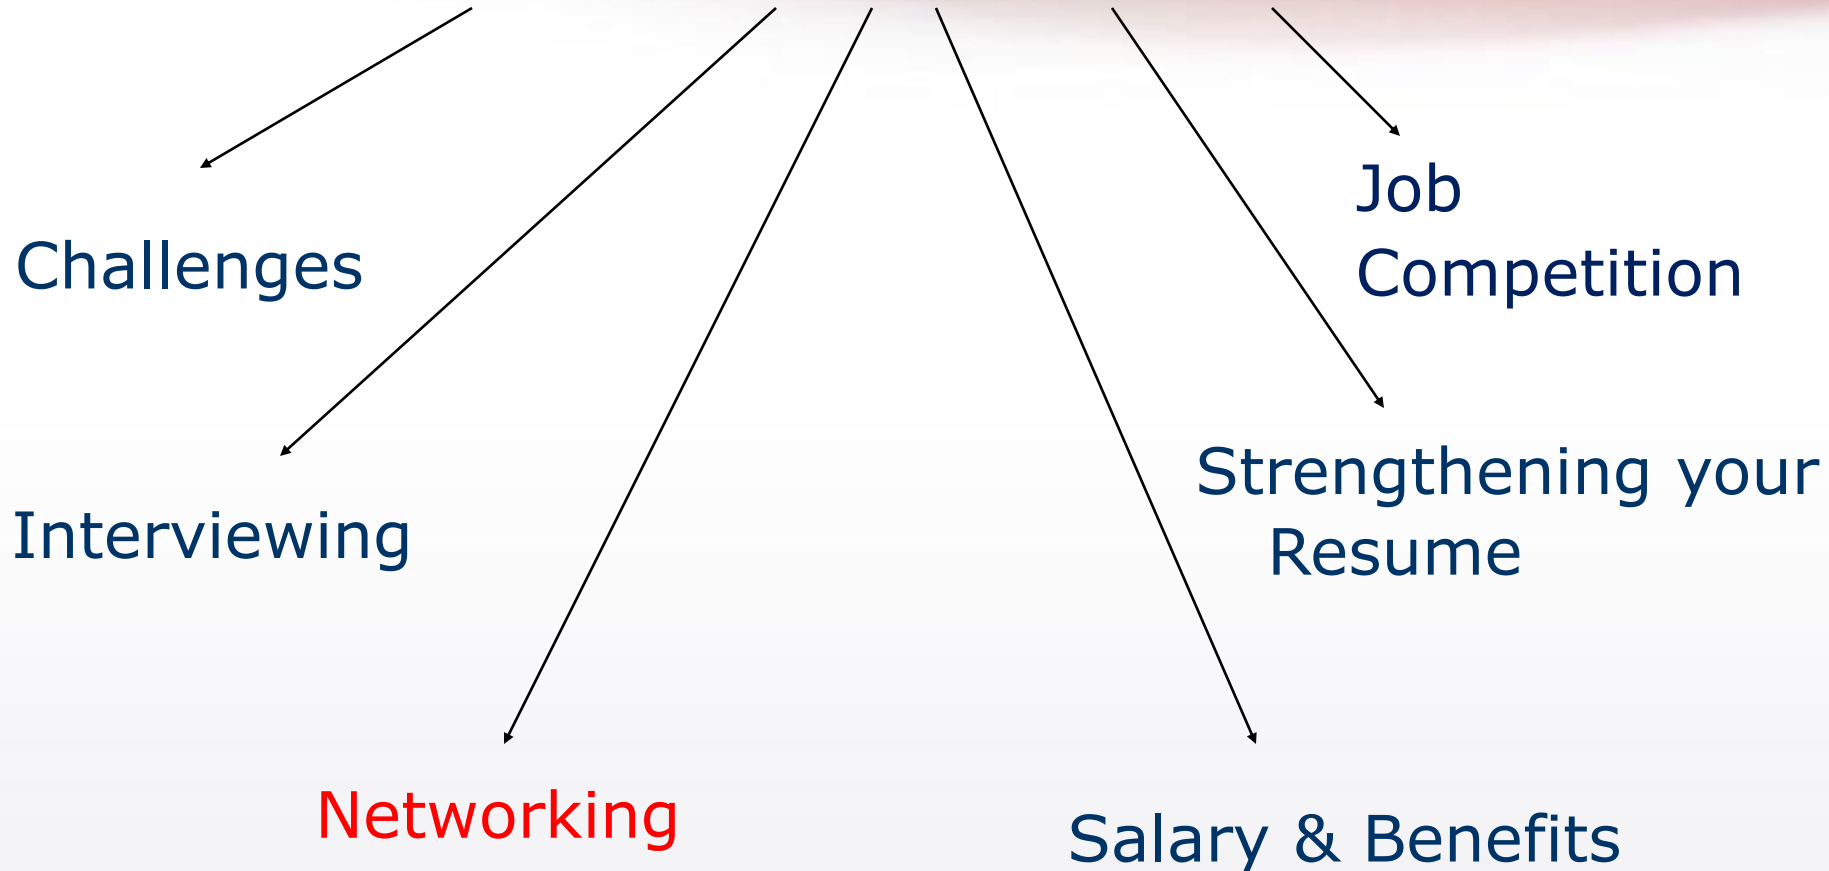 Challenges
Job
Competition
Interviewing
Strengthening your
Resume
Networking
Salary & Benefits